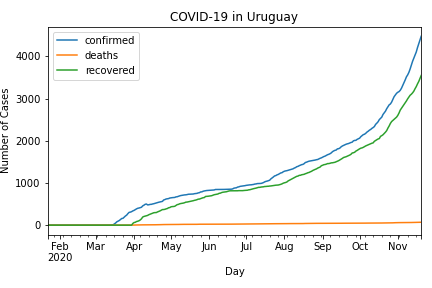 COVID-19 in Uruguay
confirmed
deaths
recovered
Number of Cases
4000
3000
2000
1000
0
Feb Mar Apr May Jun Jul Aug Sep Oct Nov
2020
Day